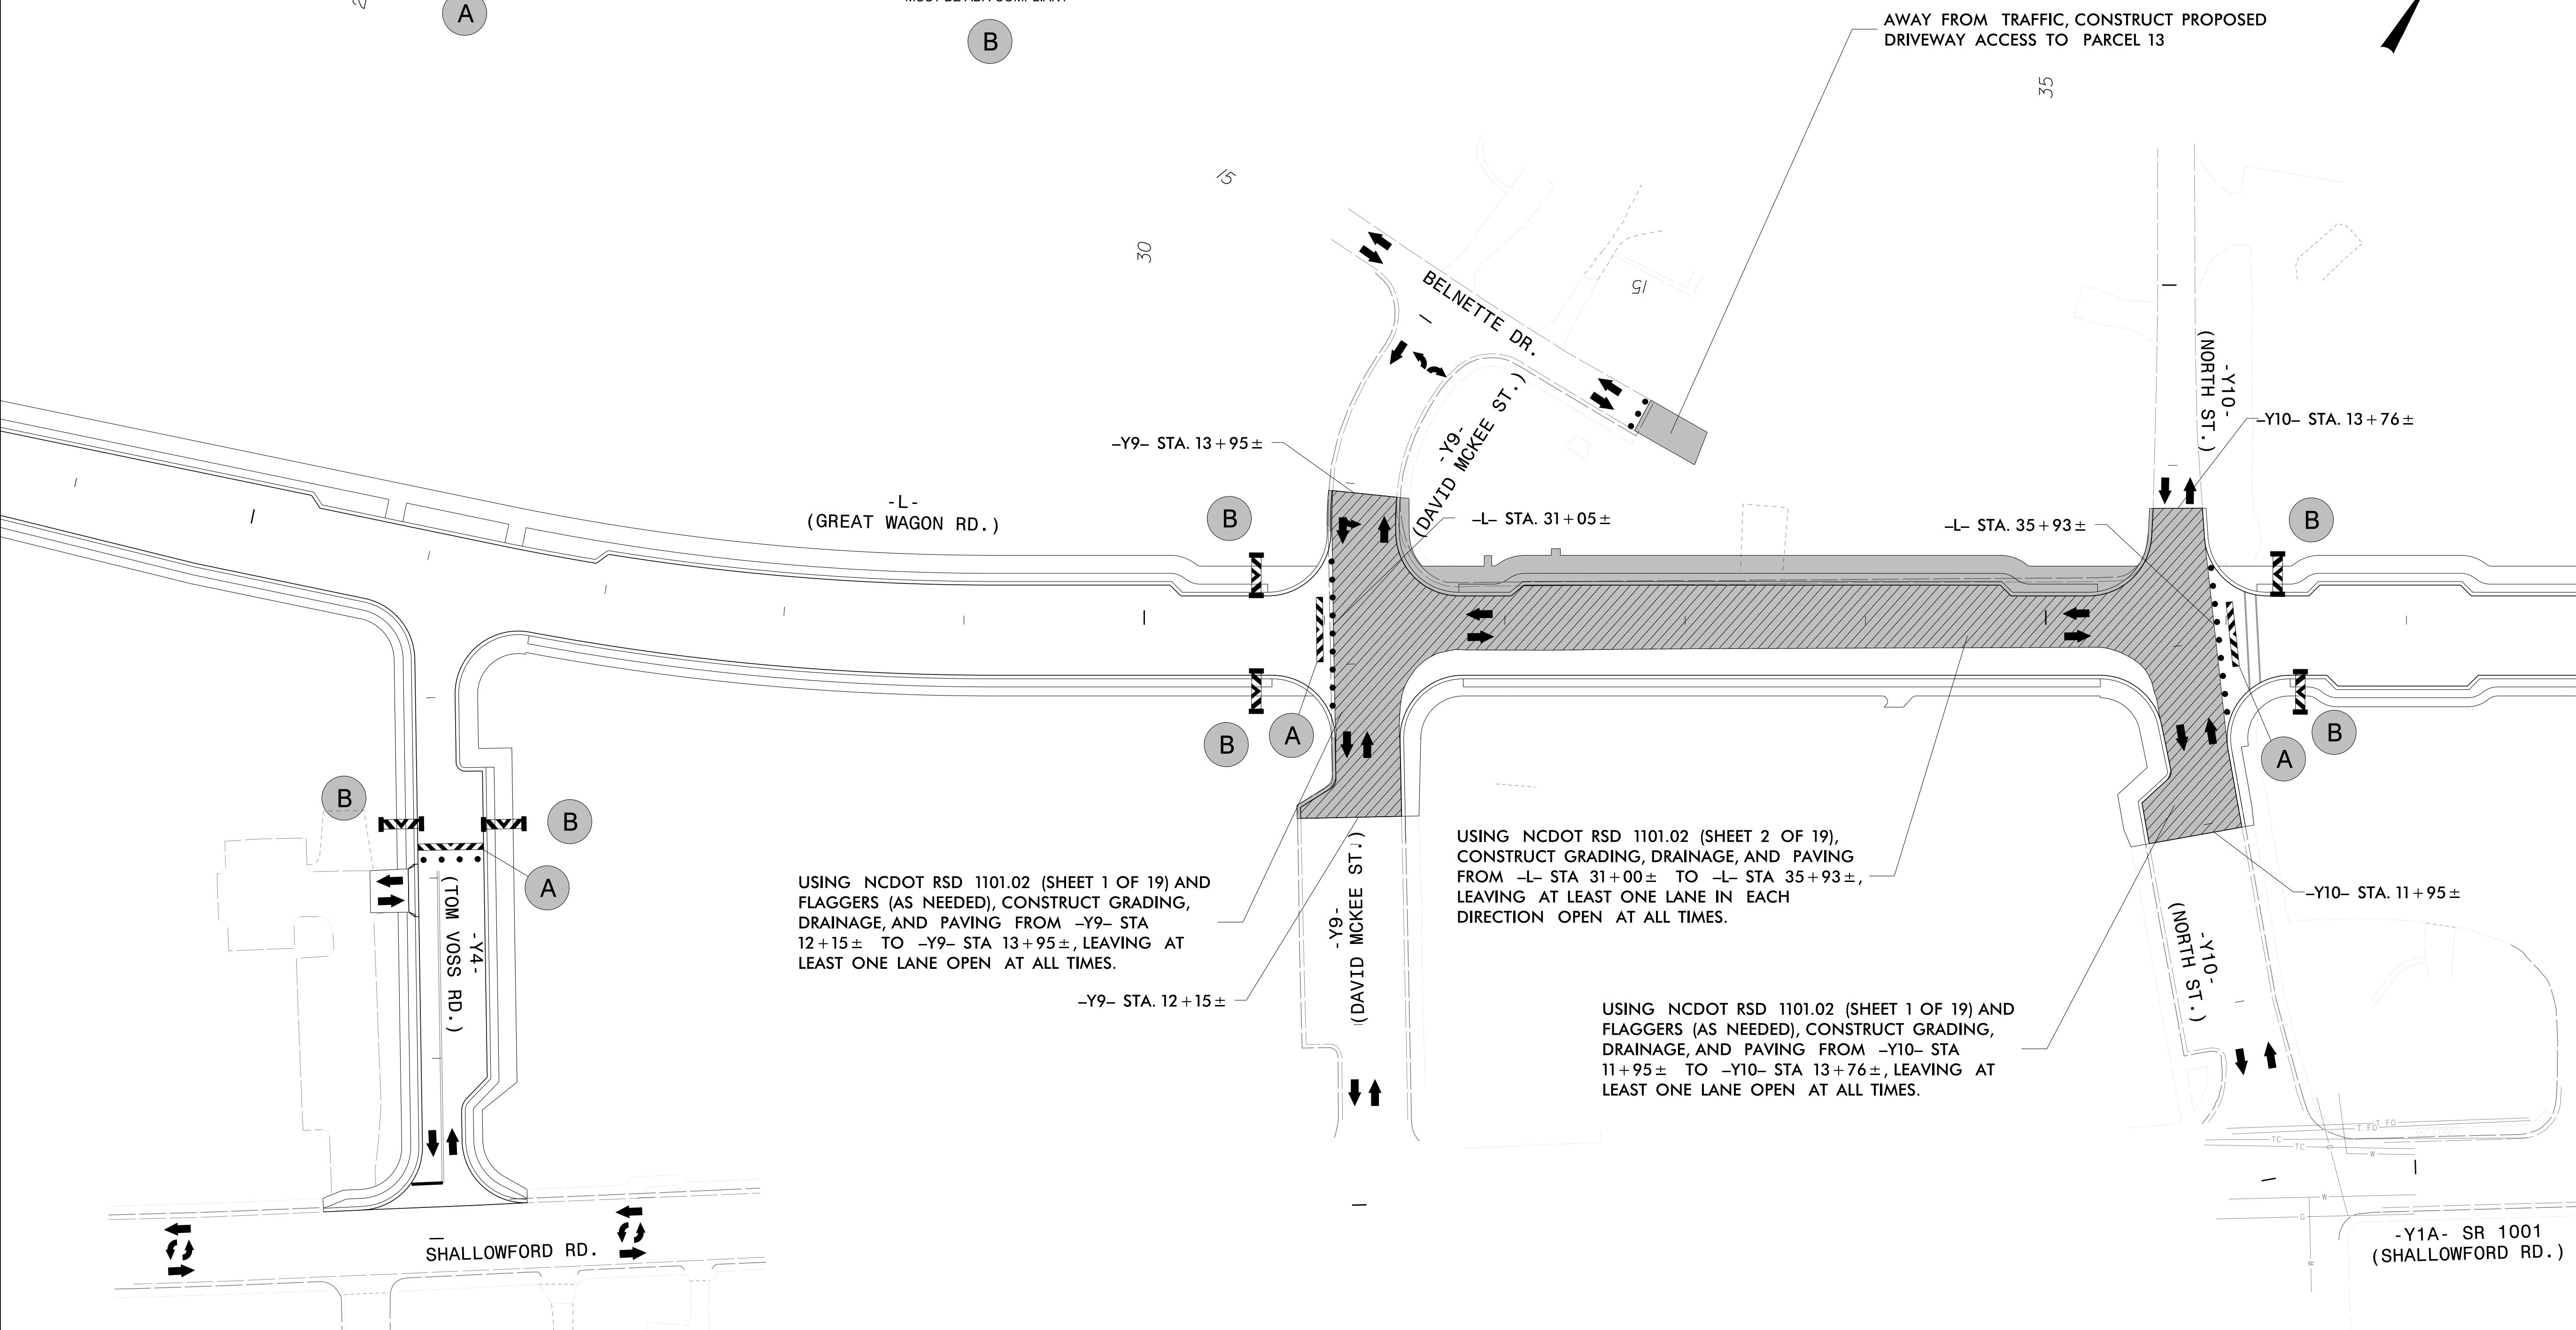 A
B
AWAY FROM TRAFFIC, CONSTRUCT PROPOSED
DRIVEWAY ACCESS TO PARCEL 13
35
15
30
15
BELNETTE DR.
-Y9-
(DAVID MCKEE ST.)
-Y10-
(NORTH ST.)
–Y9– STA. 13+95±
–Y10– STA. 13+76±
-L-
(GREAT WAGON RD.)
B
–L– STA. 31+05±
–L– STA. 35+93±
B
B
A
B
A
B
B
A
-Y4-
(TOM VOSS RD.)
USING NCDOT RSD 1101.02 (SHEET 1 OF 19) AND
FLAGGERS (AS NEEDED), CONSTRUCT GRADING,
DRAINAGE, AND PAVING FROM –Y9– STA
12+15± TO –Y9– STA 13+95±, LEAVING AT
LEAST ONE LANE OPEN AT ALL TIMES.
–Y9– STA. 12+15±
-Y9-
(DAVID MCKEE ST.)
USING NCDOT RSD 1101.02 (SHEET 2 OF 19),
CONSTRUCT GRADING, DRAINAGE, AND PAVING
FROM –L– STA 31+00± TO –L– STA 35+93±,
LEAVING AT LEAST ONE LANE IN EACH
DIRECTION OPEN AT ALL TIMES.
–Y10– STA. 11+95±
-Y10-
(NORTH ST.)
USING NCDOT RSD 1101.02 (SHEET 1 OF 19) AND
FLAGGERS (AS NEEDED), CONSTRUCT GRADING,
DRAINAGE, AND PAVING FROM –Y10– STA
11+95± TO –Y10– STA 13+76±, LEAVING AT
LEAST ONE LANE OPEN AT ALL TIMES.
T FO
T FO
TC
TC
W
W
G
W
SHALLOWFORD RD.
-Y1A- SR 1001
(SHALLOWFORD RD.)